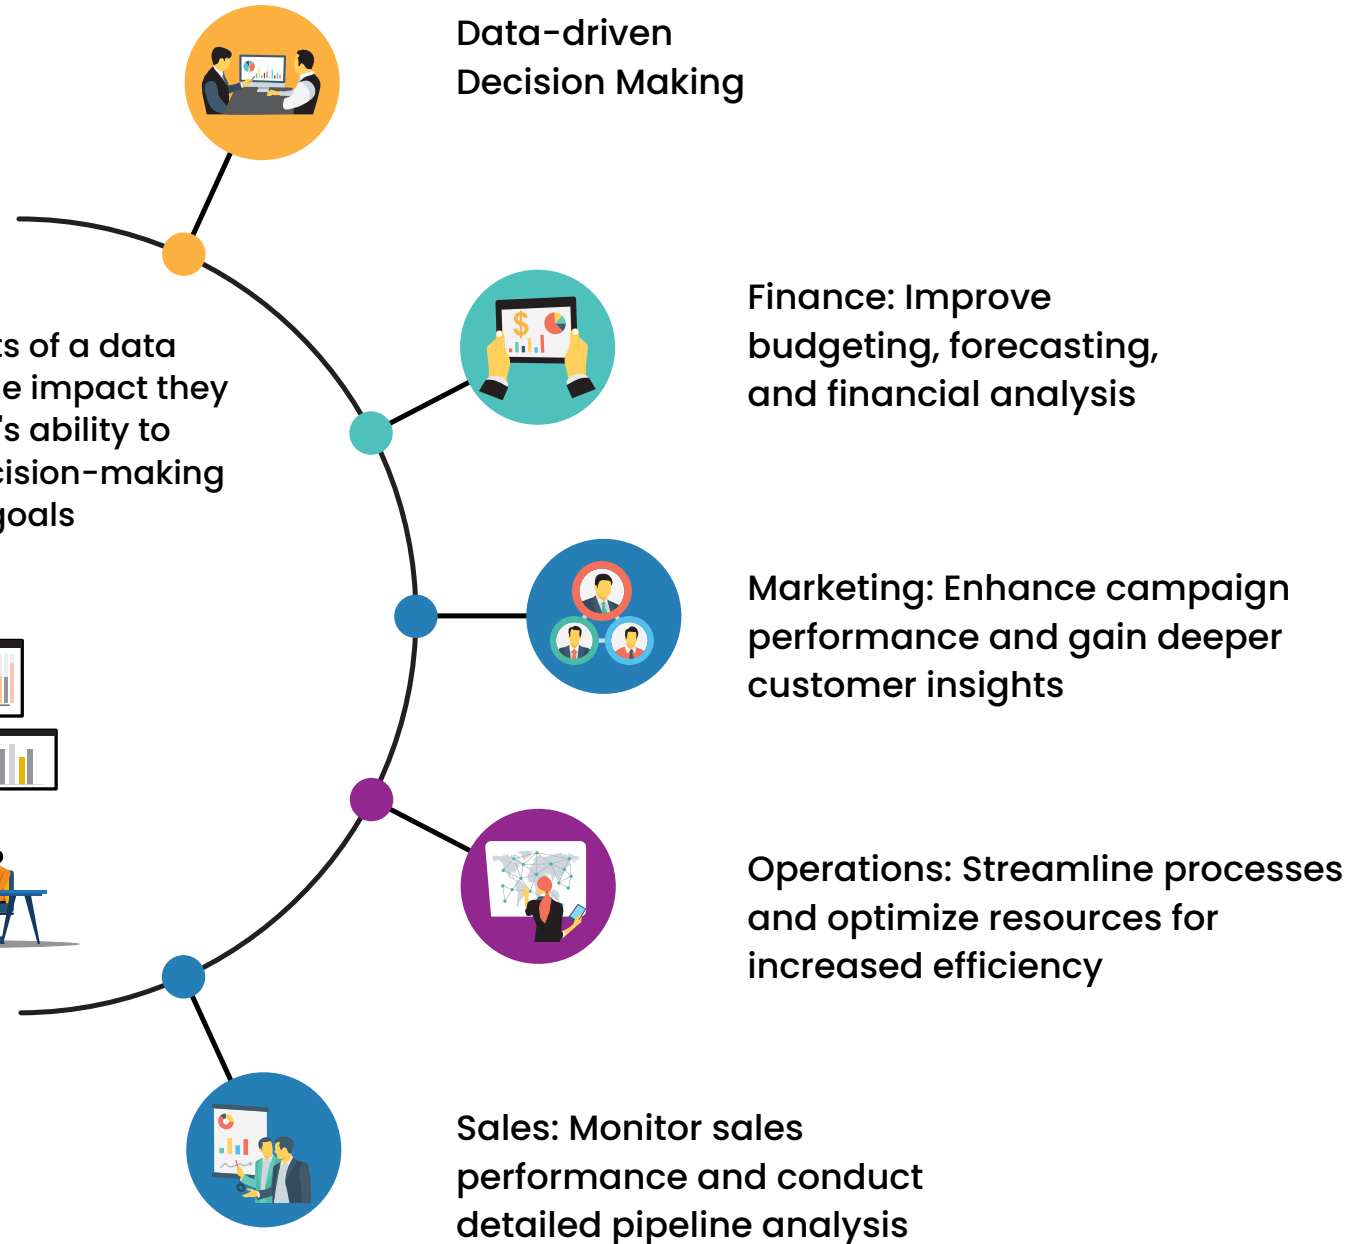 Data-driven
Decision Making
Finance: Improve
budgeting, forecasting,
and financial analysis
of a data
impact they
ability to
goals
Marketing: Enhance campaign
performance and gain deeper
customer insights
Operations: Streamline processes
and optimize resources for
increased efficiency
Sales: Monitor sales
performance and conduct
detailed pipeline analysis